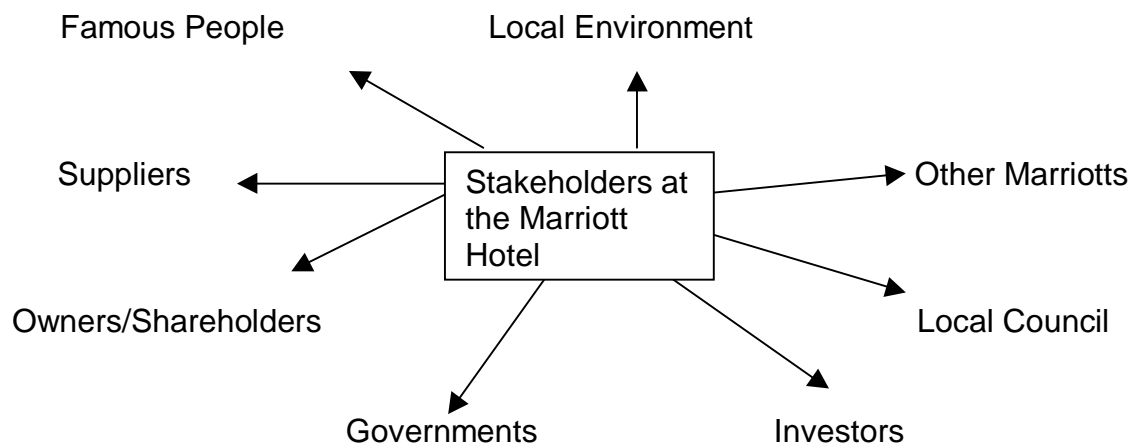 Famous People
Local Environment
Suppliers
Stakeholders at
the Marriott
Hotel
Other Marriotts
Owners/Shareholders
Local Council
Governments
Investors